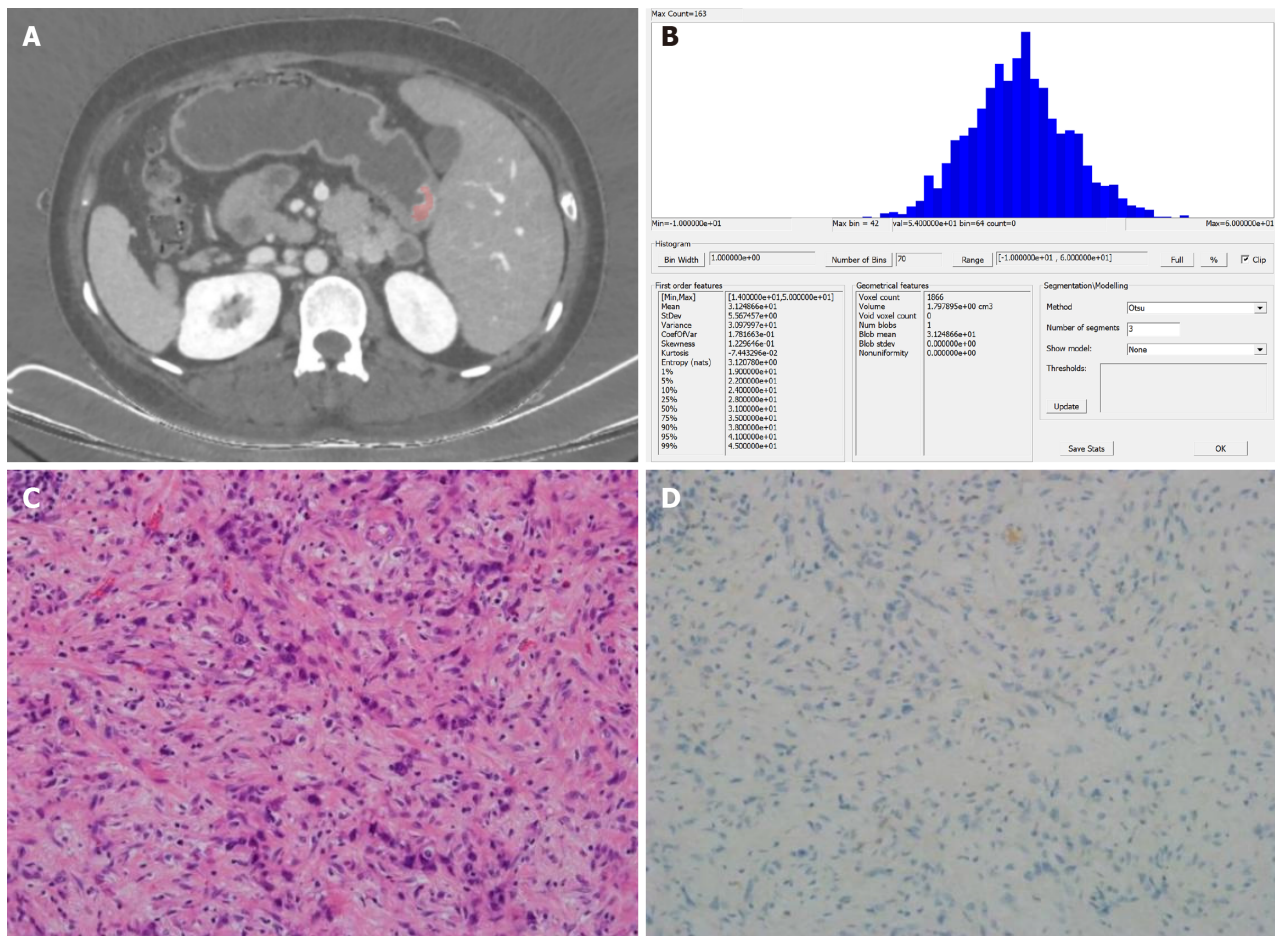 A
B
Max Count=163
Min=-1.000000e+01 Max bin = 42 val=5.400000e+01 bin=64 count=0 Max=6.000000e+01
Histogram
Bin Width 1.000000e+00 Number of Bins 70 Range [-1.000000e+01 , 6.000000e+01] Full % Clip
First order features
[Min,Max] [1.400000e+01,5.000000e+01]
Mean 3.124866e+01
StDev 5.567457e+00
Variance 3.097997e+01
CoefOfVar 1.781663e-01
Skewness 1.229646e-01
Kurtosis -7.443296e-02
Entropy (nats) 3.120780e+00
1% 1.900000e+01
5% 2.200000e+01
10% 2.400000e+01
25% 2.800000e+01
50% 3.100000e+01
75% 3.500000e+01
90% 3.800000e+01
95% 4.100000e+01
99% 4.500000e+01
Geometrical features
Voxel count 1866
Volume 1.797895e+00 cm3
Void voxel count 0
Num blobs 1
Blob mean 3.124866e+01
Blob stdev 0.000000e+00
Nonuniformity 0.000000e+00
Segmentation\Modelling
Method Otsu
Number of segments 3
Show model: None
Thresholds:
Update
Save Stats OK
C
D